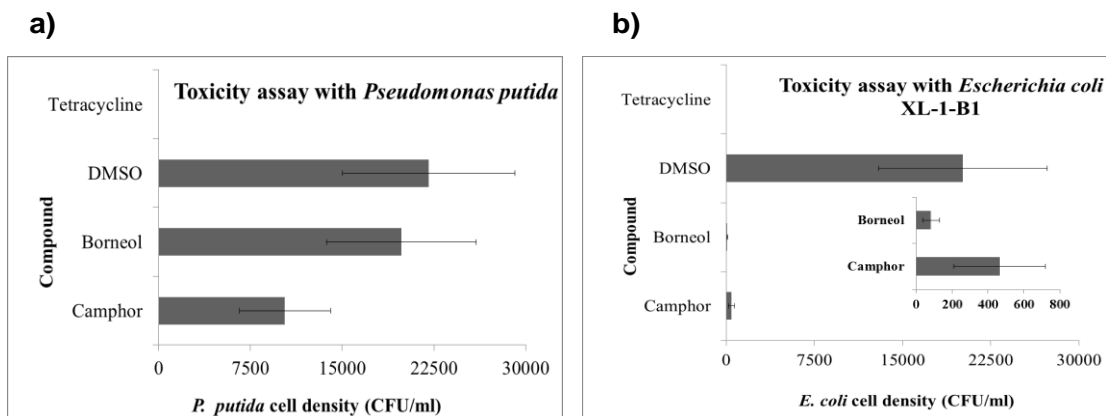 a)
Toxicity assay with Pseudomonas putida
Tetracycline
DMSO
Borneol
Camphor
Compound
0 7500 15000 22500 30000
P. putida cell density (CFU/ml)
b)
Toxicity assay with Escherichia coli
XL-1-B1
Tetracycline
DMSO
Borneol
Camphor
Compound
Borneol
Camphor
0 200 400 600 800
0 7500 15000 22500 30000
E. coli cell density (CFU/ml)